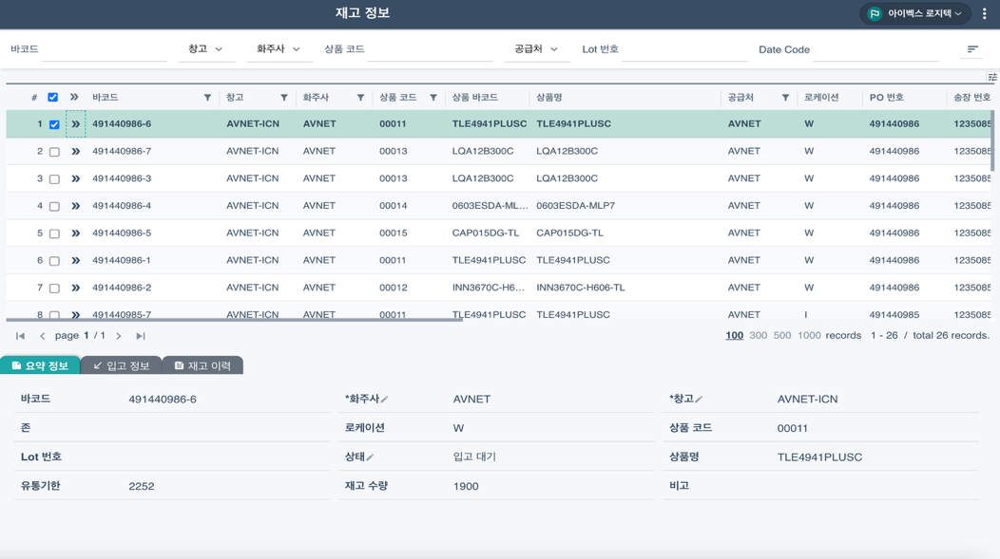 재고 정보
아이벡스 로지텍
바코드 창고 화주사 상품 코드 공급처 Lot 번호 Date Code
# 바코드 창고 화주사 상품 코드 상품 바코드 상품명 공급처 로케이션 PO 번호 송장 번호
1 491440986-6 AVNET-ICN AVNET 00011 TLE4941PLUSC TLE4941PLUSC AVNET W 491440986 1235085
2 491440986-7 AVNET-ICN AVNET 00013 LQA12B300C LQA12B300C AVNET W 491440986 1235085
3 491440986-3 AVNET-ICN AVNET 00013 LQA12B300C LQA12B300C AVNET W 491440986 1235085
4 491440986-4 AVNET-ICN AVNET 00014 0603ESDA-ML... 0603ESDA-MLP7 AVNET W 491440986 1235085
5 491440986-5 AVNET-ICN AVNET 00015 CAP015DG-TL CAP015DG-TL AVNET W 491440986 1235085
6 491440986-1 AVNET-ICN AVNET 00011 TLE4941PLUSC TLE4941PLUSC AVNET W 491440986 1235085
7 491440986-2 AVNET-ICN AVNET 00012 INN3670C-H6... INN3670C-H606-TL AVNET W 491440986 1235085
8 491440985-7 AVNET-ICN AVNET 00011 TLE4941PLUSC TLE4941PLUSC AVNET I 491440985 1235085
page 1 / 1 100 300 500 1000 records 1 - 26 / total 26 records.
요약 정보 입고 정보 재고 이력
바코드 491440986-6 *화주사 AVNET *창고 AVNET-ICN
존 로케이션 W 상품 코드 00011
Lot 번호 상태 입고 대기 상품명 TLE4941PLUSC
유통기한 2252 재고 수량 1900 비고